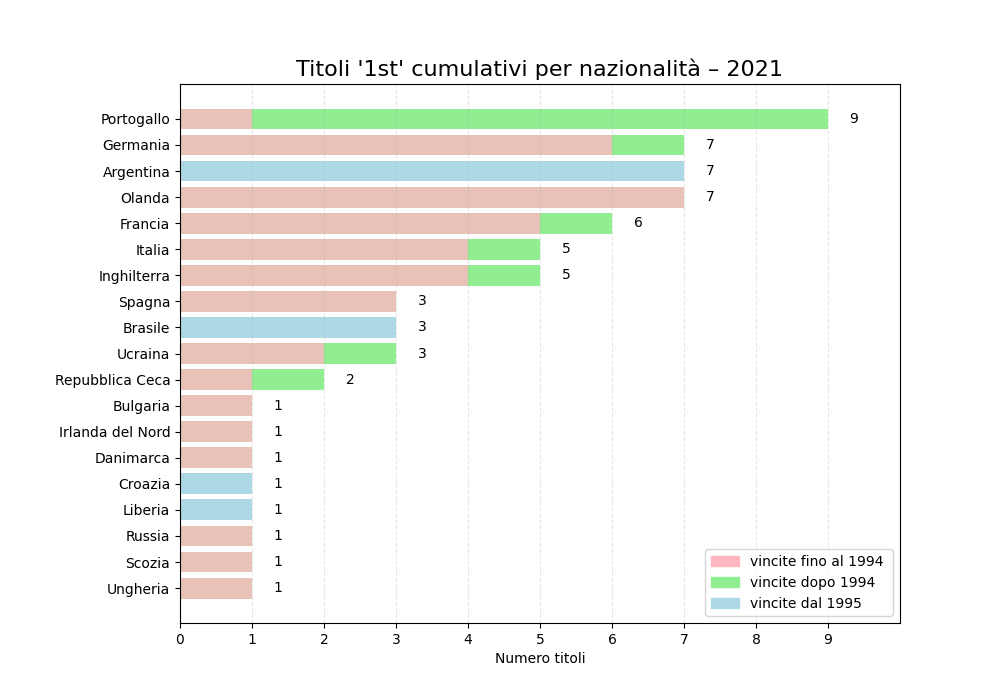 Titoli '1st' cumulativi per nazionalità – 2021
Portogallo 9
Germania 7
Argentina 7
Olanda 7
Francia 6
Italia 5
Inghilterra 5
Spagna 3
Brasile 3
Ucraina 3
Repubblica Ceca 2
Bulgaria 1
Irlanda del Nord 1
Danimarca 1
Croazia 1
Liberia 1
Russia 1
Scozia 1
Ungheria 1
vincite fino al 1994
vincite dopo 1994
vincite dal 1995
0 1 2 3 4 5 6 7 8 9
Numero titoli